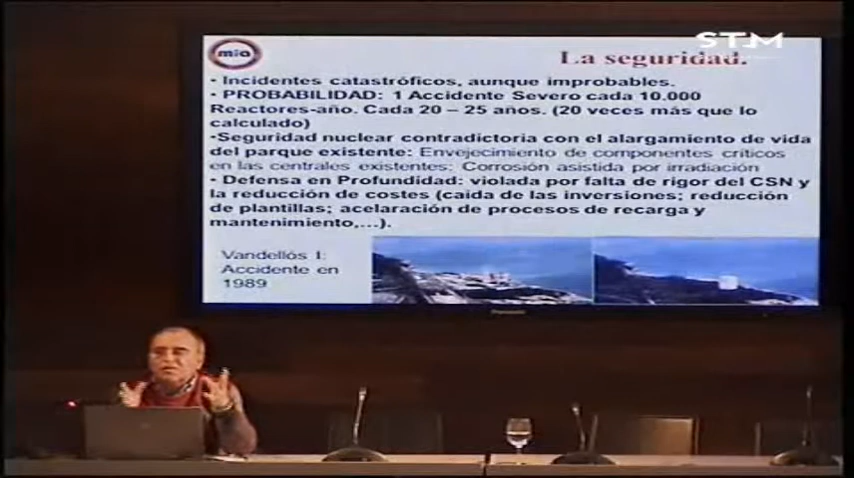 STM
mia
La seguridad.
• Incidentes catastróficos, aunque improbables.
• PROBABILIDAD: 1 Accidente Severo cada 10.000
Reactores-año. Cada 20 – 25 años. (20 veces más que lo
calculado)
•Seguridad nuclear contradictoria con el alargamiento de vida
del parque existente: Envejecimiento de componentes críticos
en las centrales existentes: Corrosión asistida por irradiación
• Defensa en Profundidad: violada por falta de rigor del CSN y
la reducción de costes (caida de las inversiones; reducción
de plantillas; acelaración de procesos de recarga y
mantenimiento,...).
Vandellós I:
Accidente en
1989
Panasonic